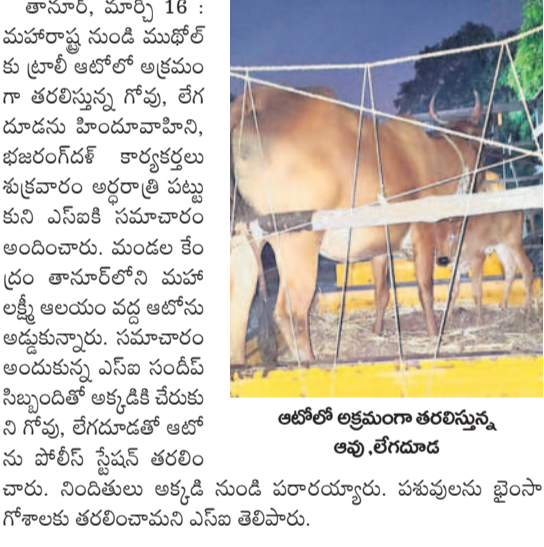 తానూర్, మార్చి 16 :
మహారాష్ట్ర నుండి ముథోల్
కు ట్రాలీ ఆటోలో అక్రమం
గా తరలిస్తున్న గోవు, లేగ
దూడను హిందూవాహిని,
భజరంగ్‌దళ్ కార్యకర్తలు
శుక్రవారం అర్ధరాత్రి పట్టు
కుని ఎస్ఐకి సమాచారం
అందించారు. మండల కేం
ద్రం తానూర్‌లోని మహా
లక్ష్మీ ఆలయం వద్ద ఆటోను
అడ్డుకున్నారు. సమాచారం
అందుకున్న ఎస్ఐ సందీప్
సిబ్బందితో అక్కడికి చేరుకు
ని గోవు, లేగదూడతో ఆటో
ను పోలీస్ స్టేషన్ తరలిం
చారు. నిందితులు అక్కడి నుండి పరారయ్యారు. పశువులను భైంసా
గోశాలకు తరలించామని ఎస్ఐ తెలిపారు.
ఆటోలో అక్రమంగా తరలిస్తున్న
ఆవు ,లేగదూడ